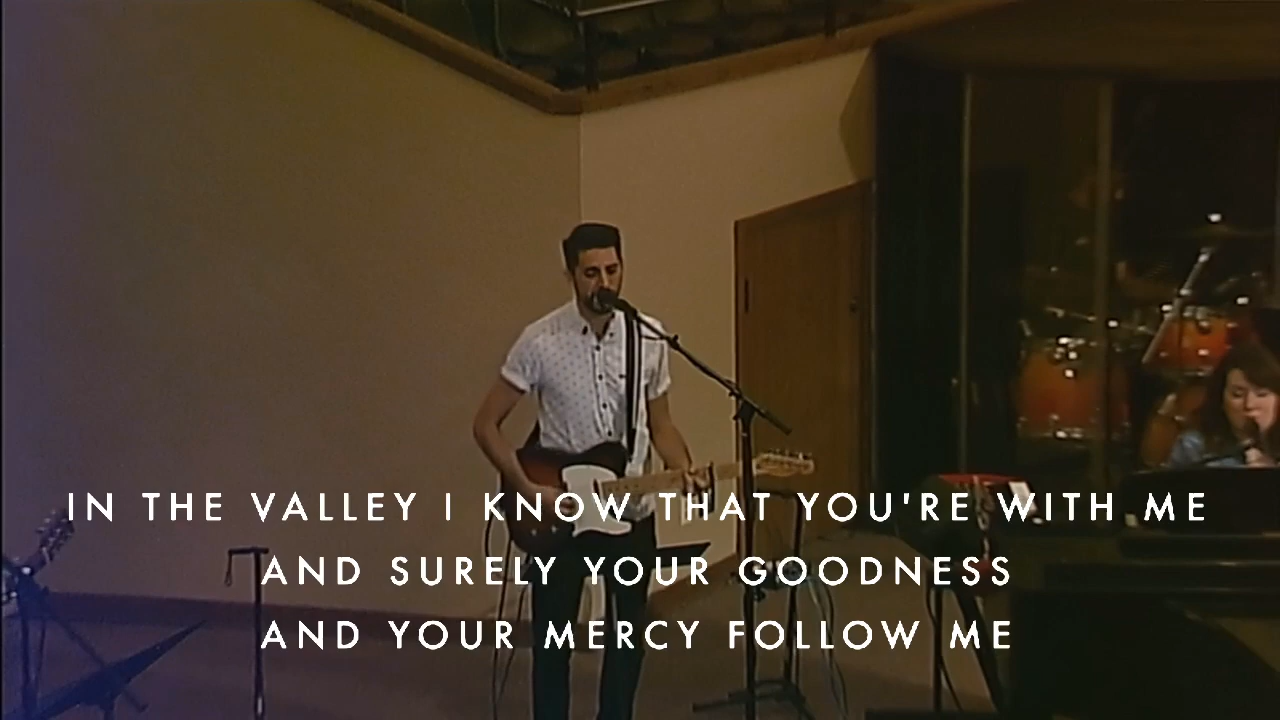 IN THE VALLEY I KNOW THAT YOU'RE WITH ME
AND SURELY YOUR GOODNESS
AND YOUR MERCY FOLLOW ME